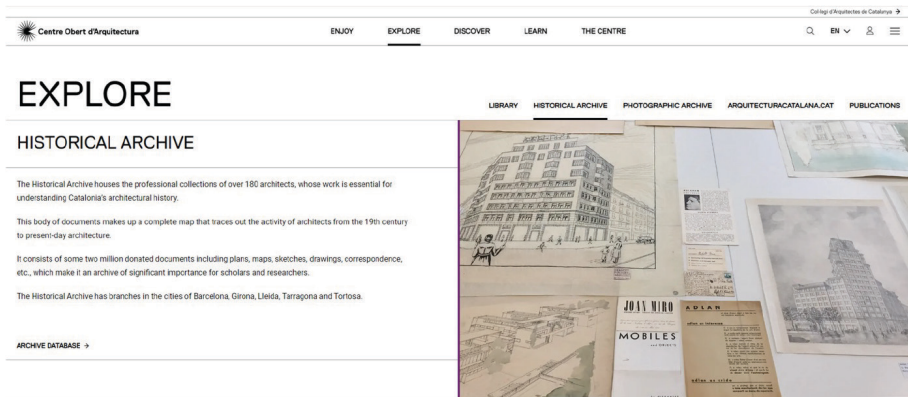 Col·legi d'Arquitectes de Catalunya →
Centre Obert d'Arquitectura
ENJOY EXPLORE DISCOVER LEARN THE CENTRE
EN
EXPLORE
LIBRARY HISTORICAL ARCHIVE PHOTOGRAPHIC ARCHIVE ARQUITECTURACATALANA.CAT PUBLICATIONS
HISTORICAL ARCHIVE
The Historical Archive houses the professional collections of over 180 architects, whose work is essential for
understanding Catalonia's architectural history.
This body of documents makes up a complete map that traces out the activity of architects from the 19th century
to present-day architecture.
It consists of some two million donated documents including plans, maps, sketches, drawings, correspondence,
etc., which make it an archive of significant importance for scholars and researchers.
The Historical Archive has branches in the cities of Barcelona, Girona, Lleida, Tarragona and Tortosa.
ARCHIVE DATABASE →
JOAN MIRO
MOBILES
ADLAN